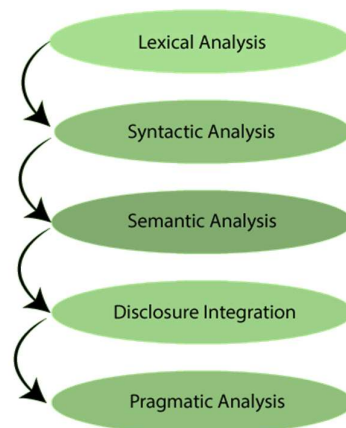 Lexical Analysis
Syntactic Analysis
Semantic Analysis
Disclosure Integration
Pragmatic Analysis